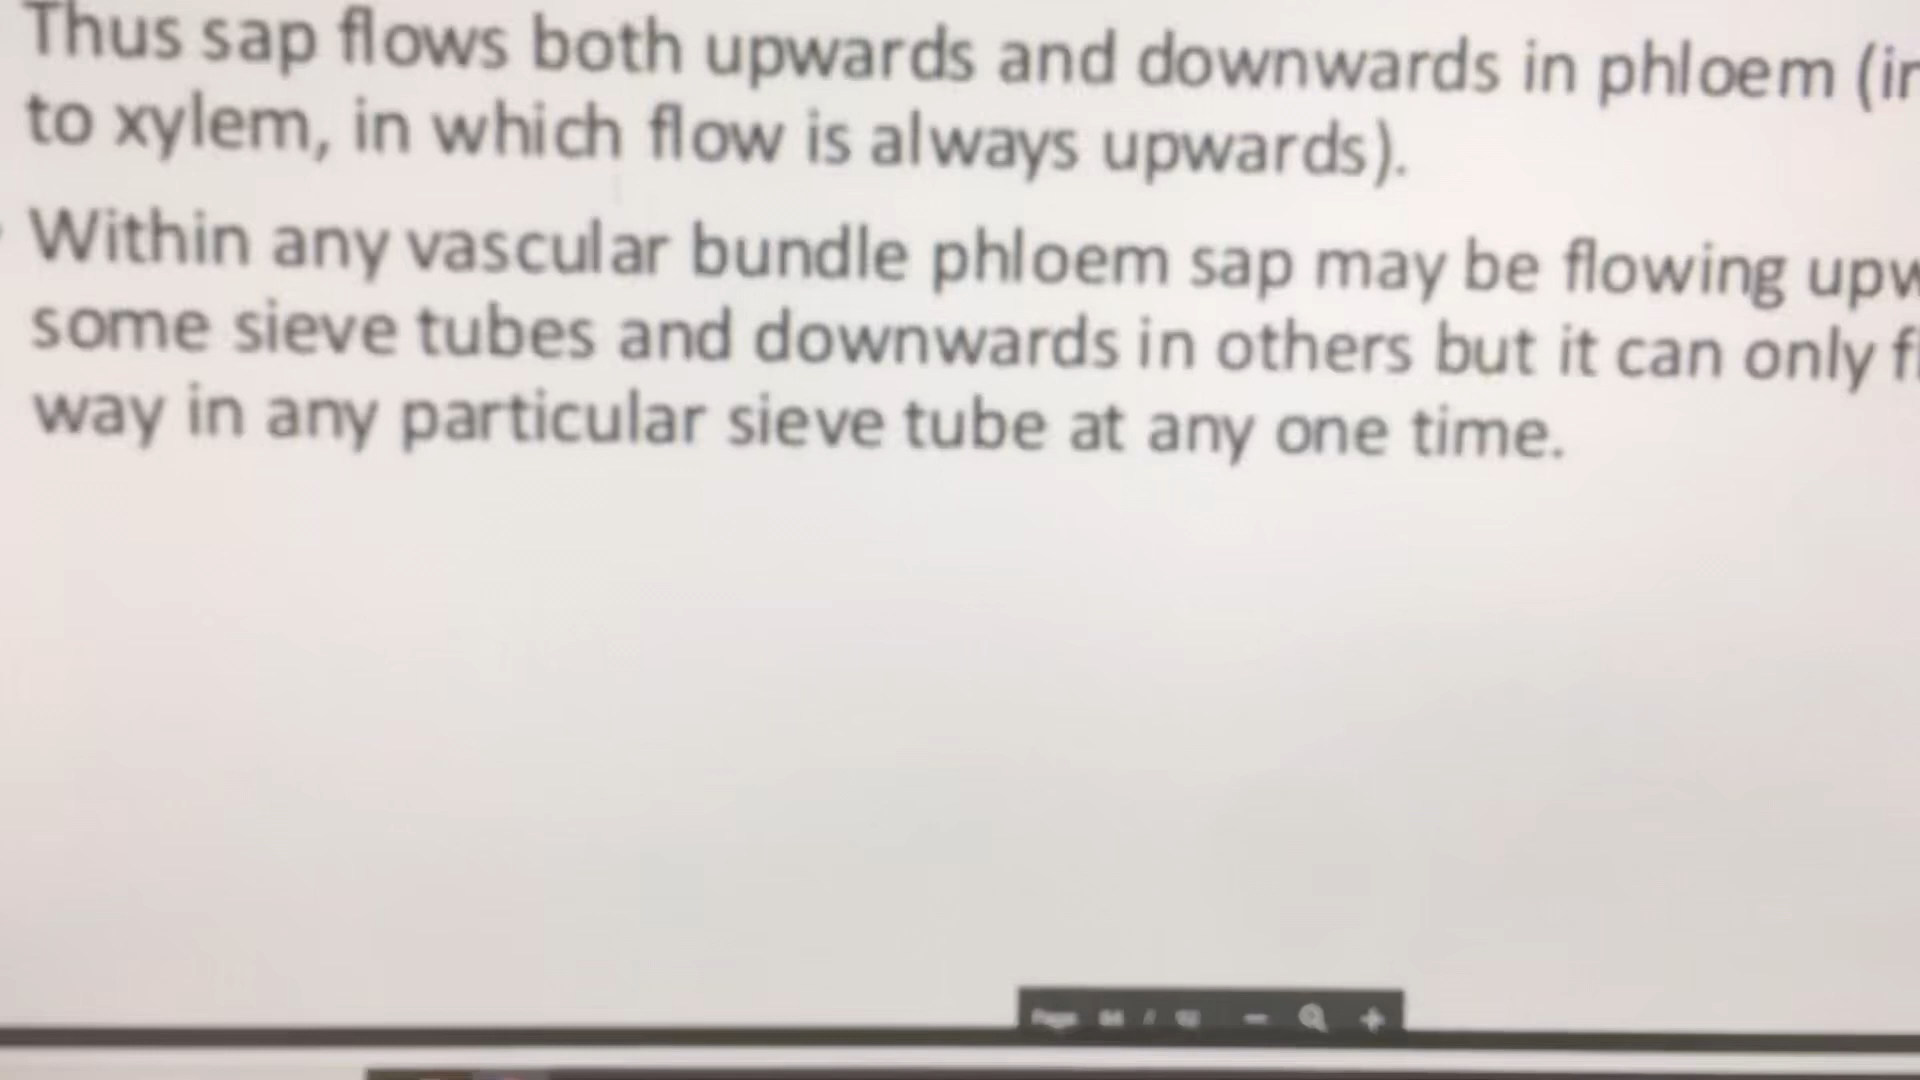 Thus sap flows both upwards and downwards in phloem (in
to xylem, in which flow is always upwards).
Within any vascular bundle phloem sap may be flowing upw
some sieve tubes and downwards in others but it can only fl
way in any particular sieve tube at any one time.
Page /